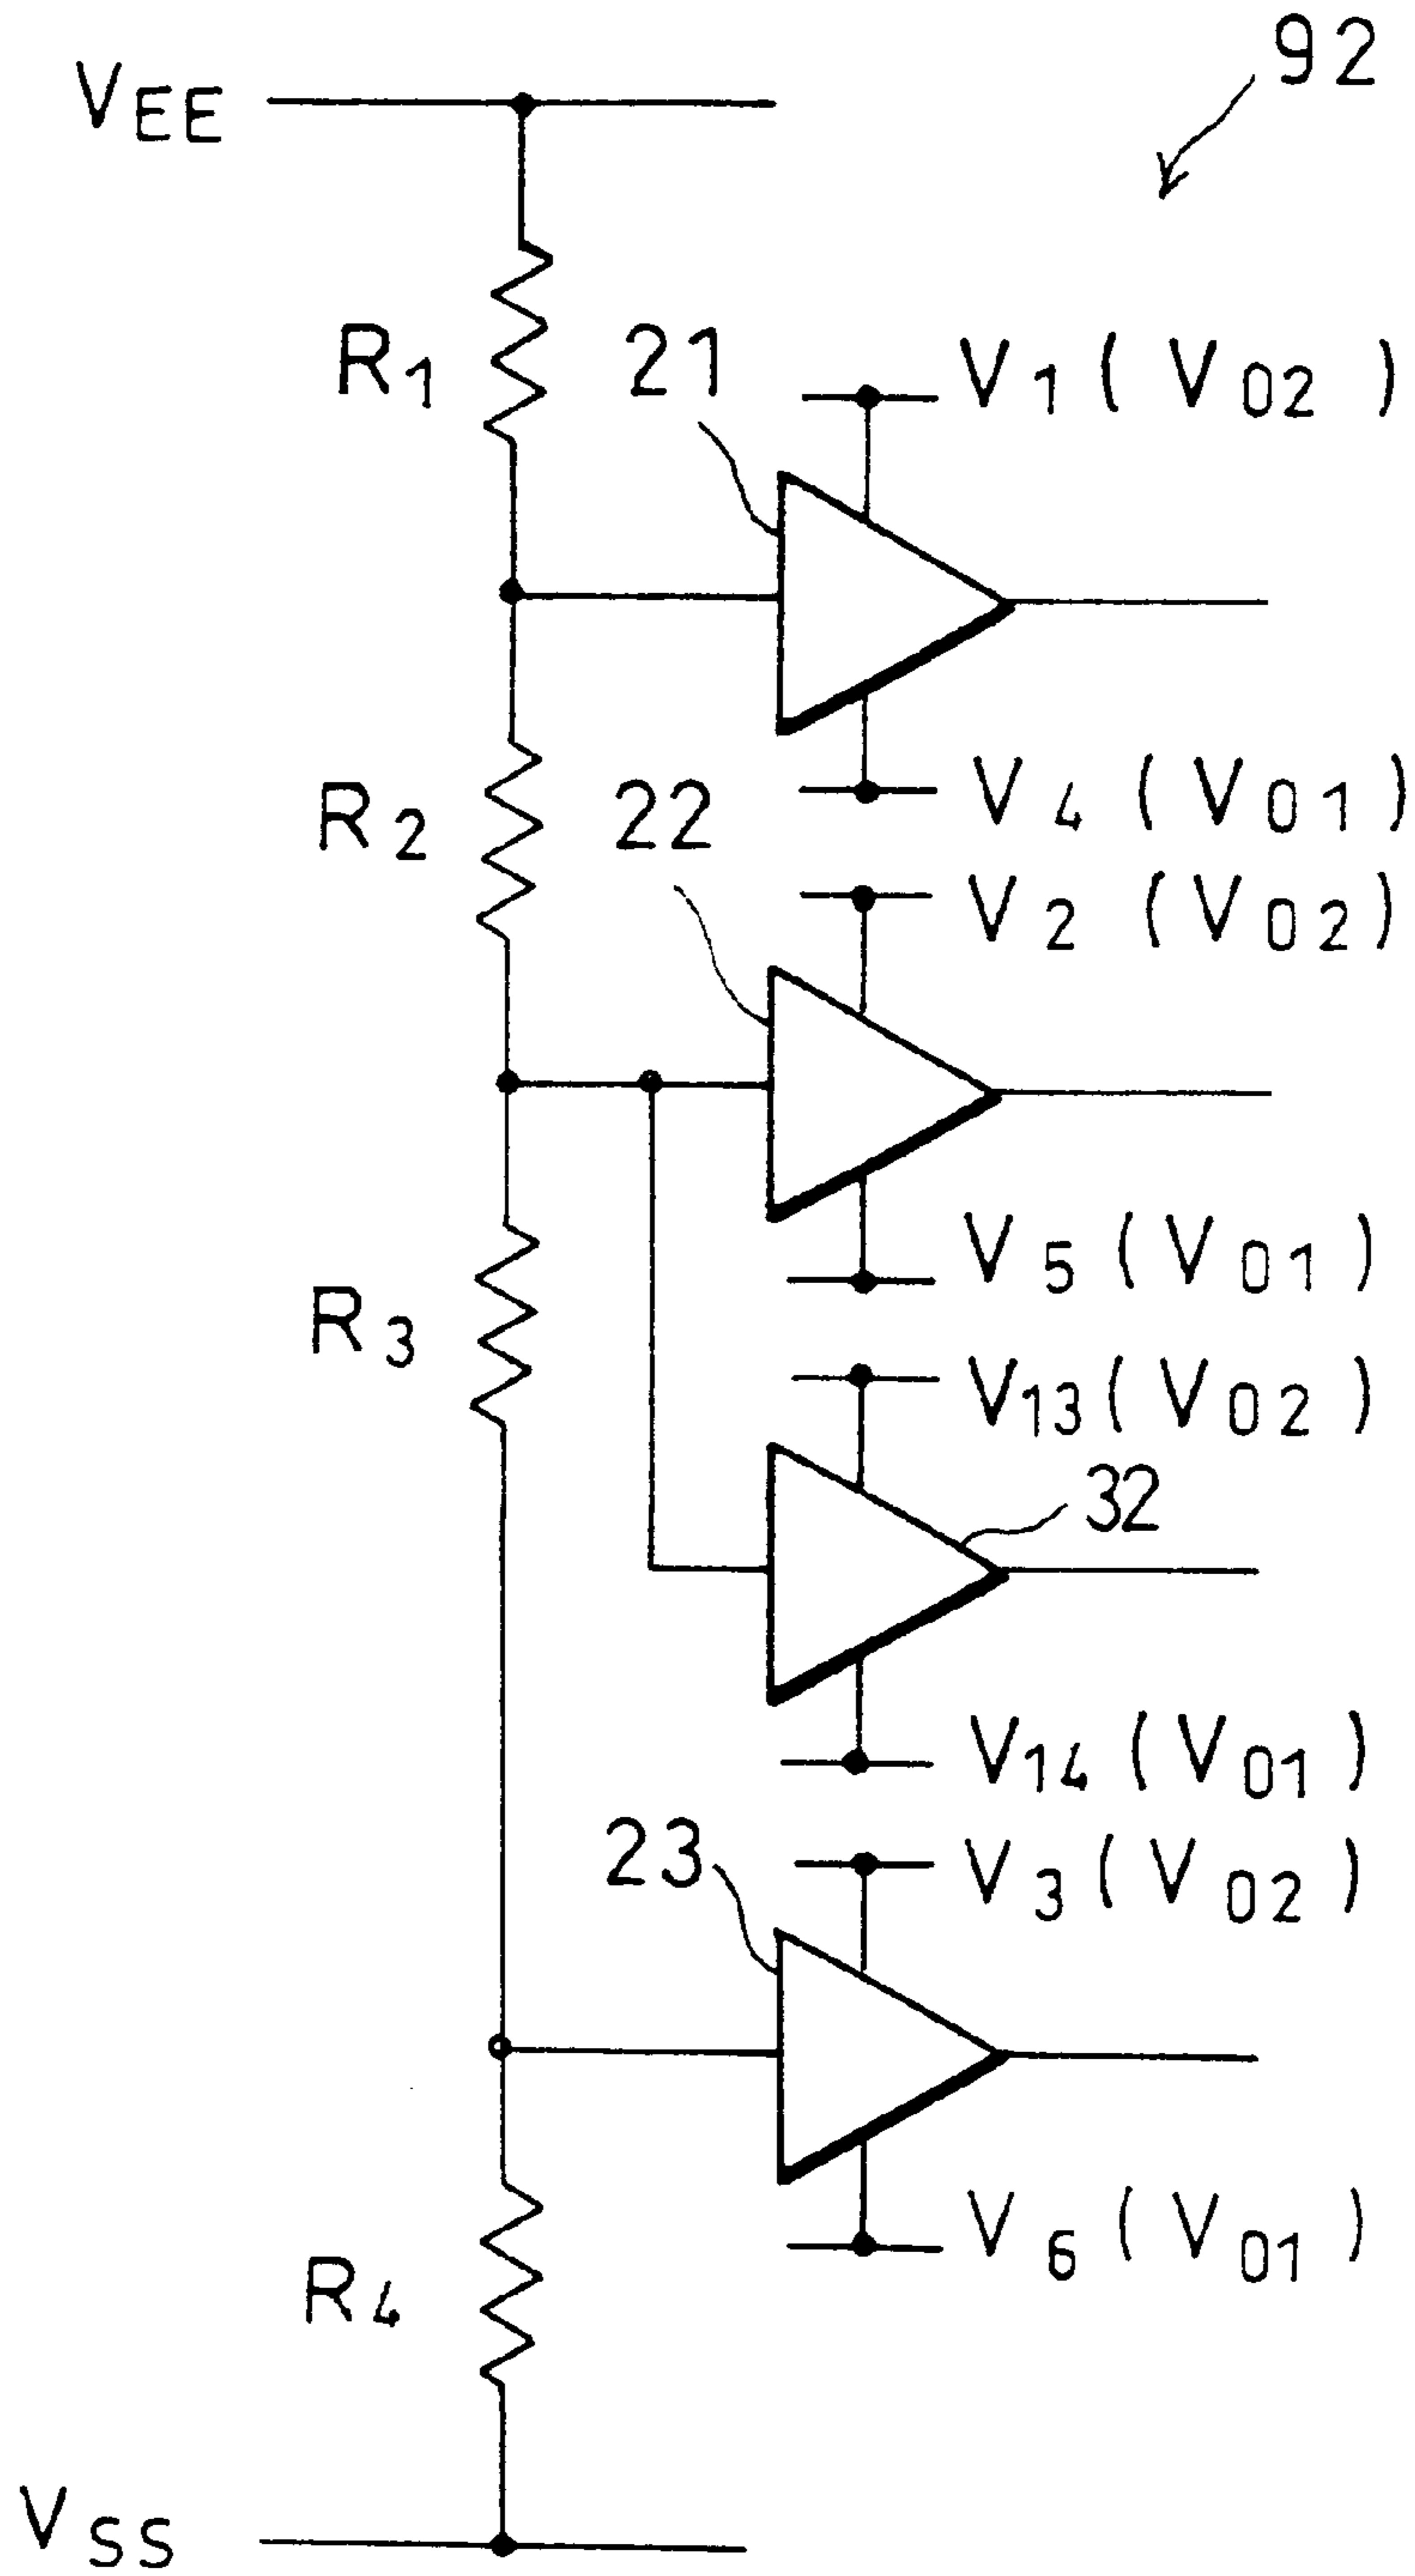 92
VEE
R1
21
V1 (V02)
V4 (V01)
R2
22
V2 (V02)
V5 (V01)
R3
V13 (V02)
32
V14 (V01)
23
V3 (V02)
V6 (V01)
R4
VSS